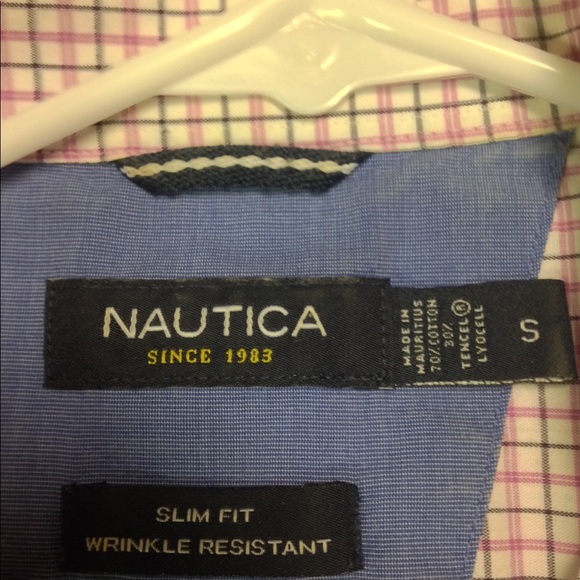 NAUTICA
SINCE 1983
MADE IN
MAURITIUS
70% COTTON
30%
TENCEL®
LYOCELL
S
SLIM FIT
WRINKLE RESISTANT